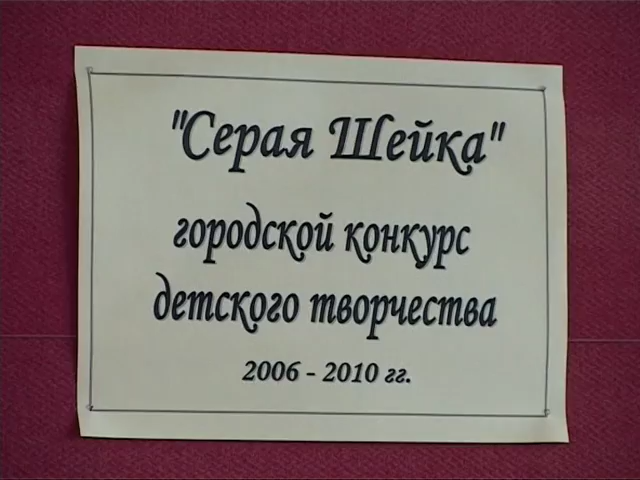 "Серая Шейка"
городской конкурс
детского творчества
2006 - 2010 гг.